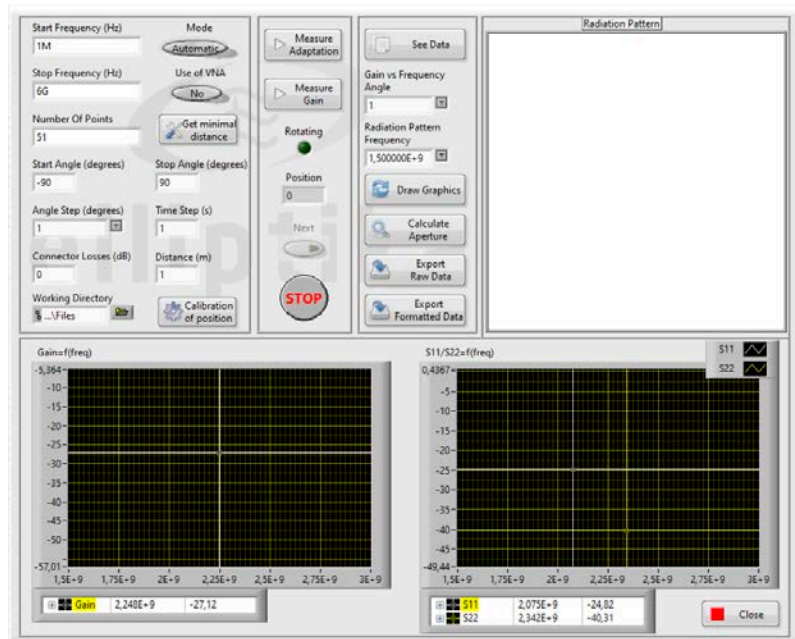 Start Frequency (Hz)
1M
Mode
Automatic
Stop Frequency (Hz)
6G
Use of VNA
No
Number Of Points
51
Get minimal
distance
Start Angle (degrees)
-90
Stop Angle (degrees)
90
Angle Step (degrees)
1
Time Step (s)
1
Connector Losses (dB)
0
Distance (m)
1
Working Directory
...\Files
Calibration
of position
Measure
Adaptation
Measure
Gain
Rotating
Position
0
Next
STOP
See Data
Gain vs Frequency
Angle
1
Radiation Pattern
Frequency
1,500000E+9
Draw Graphics
Calculate
Aperture
Export
Raw Data
Export
Formatted Data
Radiation Pattern
ellipti
Gain=f(freq)
-5,364
-10
-15
-20
-25
-30
-35
-40
-45
-50
-57,01
1,5E+9 1,75E+9 2E+9 2,25E+9 2,5E+9 2,75E+9 3E+9
Gain 2,248E+9 -27,12
S11/S22=f(freq)
S11
S22
0,4367
-5
-10
-15
-20
-25
-30
-35
-40
-45
-49,44
1,5E+9 1,75E+9 2E+9 2,25E+9 2,5E+9 2,75E+9 3E+9
S11 2,075E+9 -24,82
S22 2,342E+9 -40,31
Close